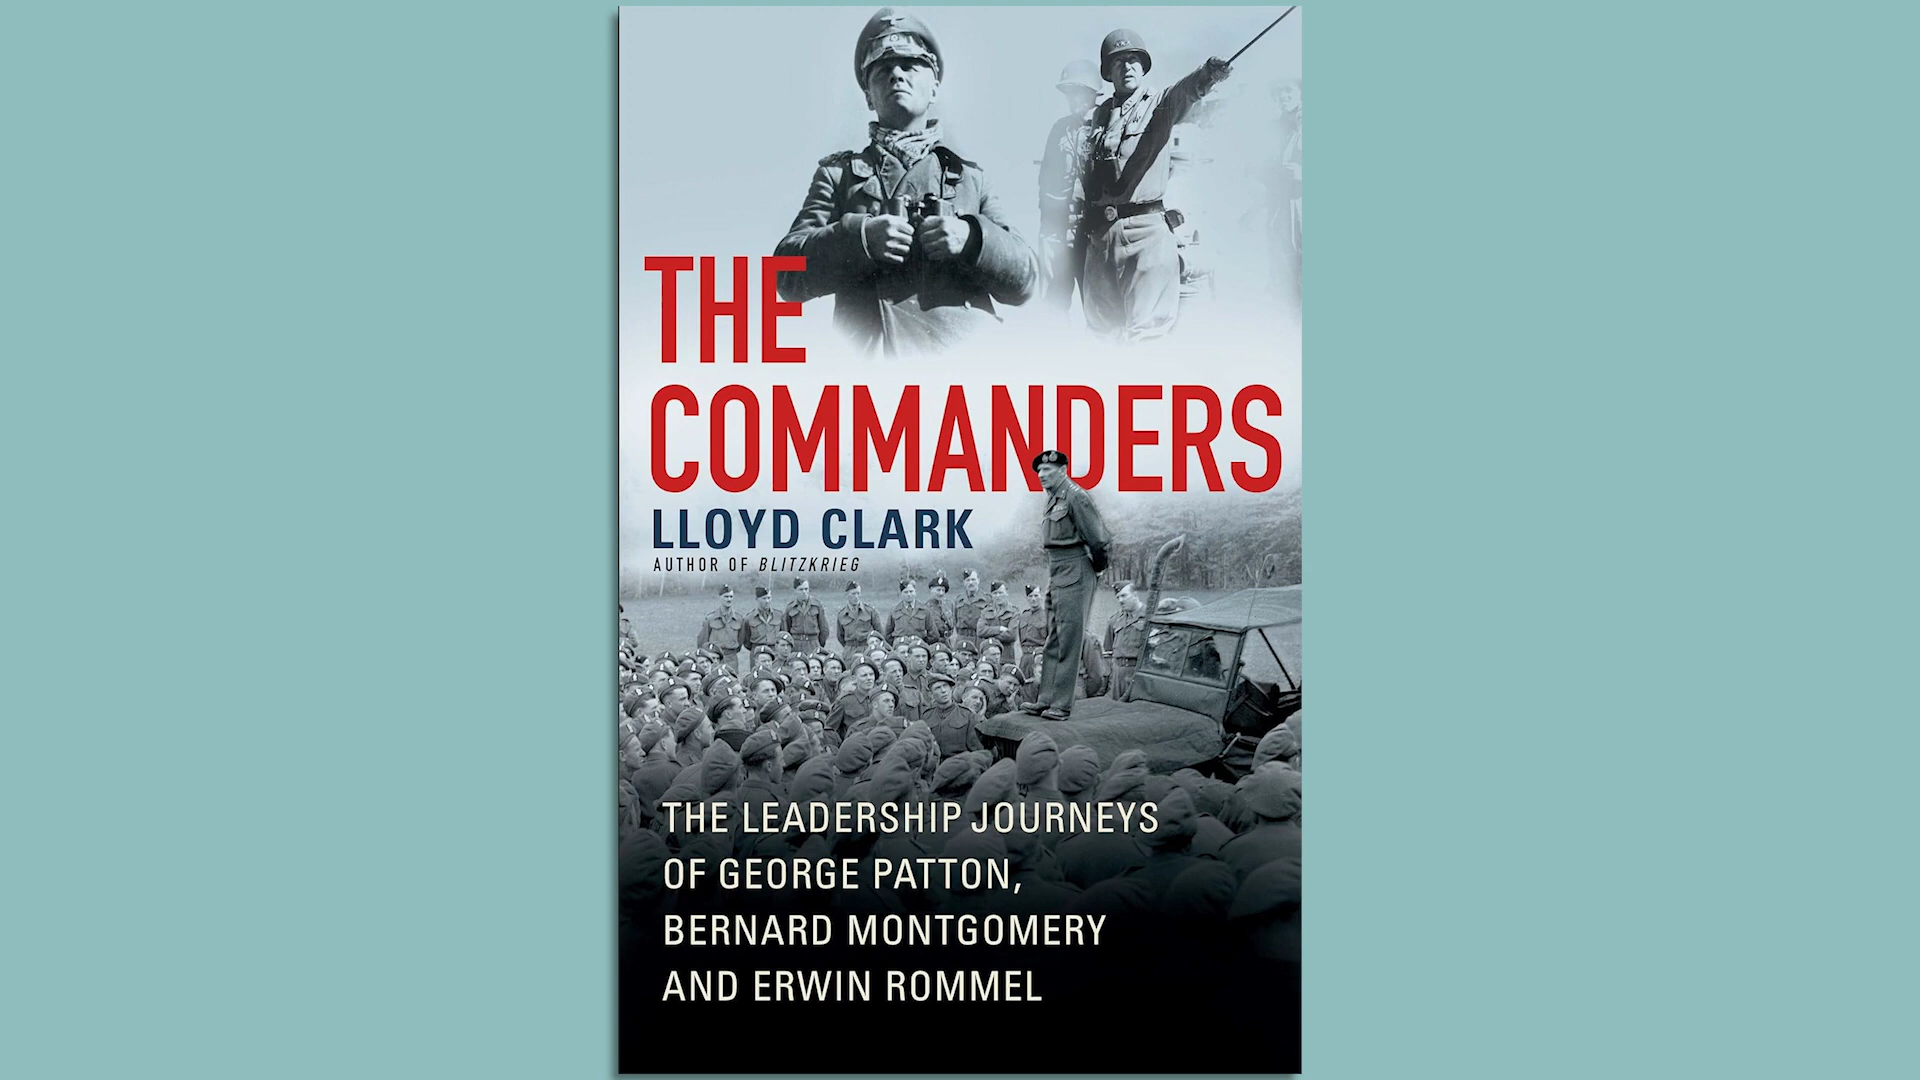 THE
COMMANDERS
LLOYD CLARK
AUTHOR OF BLITZKRIEG
THE LEADERSHIP JOURNEYS
OF GEORGE PATTON,
BERNARD MONTGOMERY
AND ERWIN ROMMEL